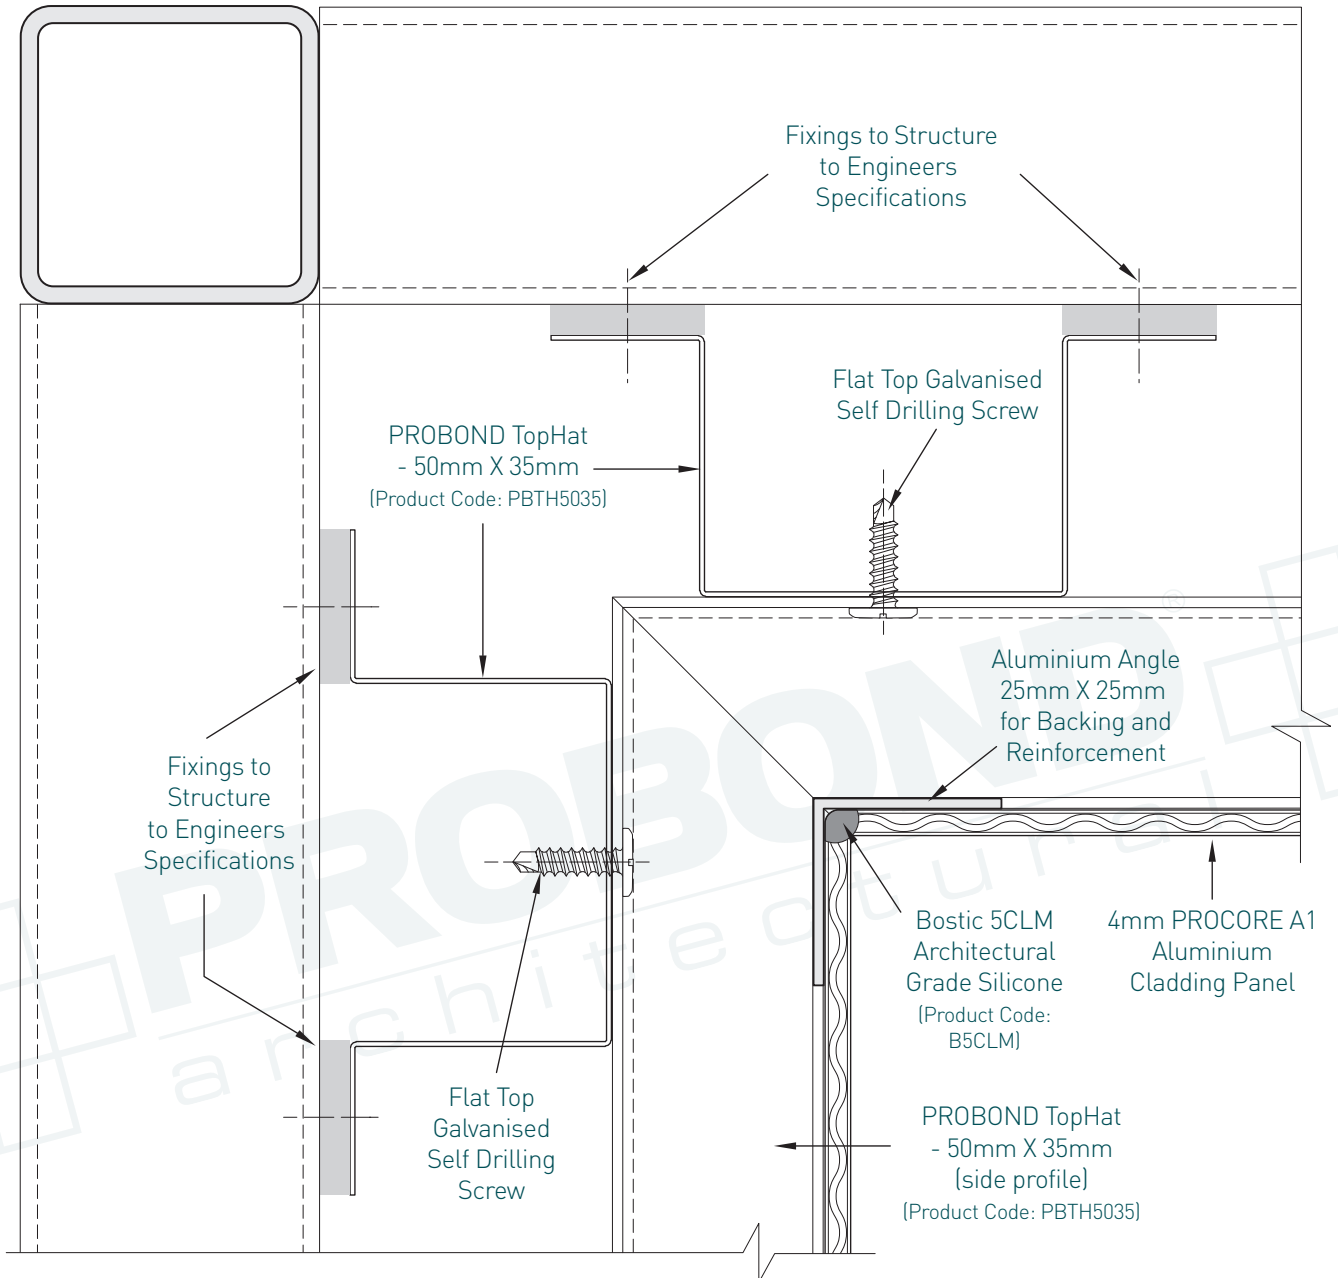 Fixings to Structure
to Engineers
Specifications
Flat Top Galvanised
Self Drilling Screw
PROBOND TopHat
- 50mm X 35mm
(Product Code: PBTH5035)
Aluminium Angle
25mm X 25mm
for Backing and
Reinforcement
Fixings to
Structure
to Engineers
Specifications
PROBOND®
architectural
Bostic 5CLM
Architectural
Grade Silicone
(Product Code:
B5CLM)
4mm PROCORE A1
Aluminium
Cladding Panel
Flat Top
Galvanised
Self Drilling
Screw
PROBOND TopHat
- 50mm X 35mm
(side profile)
(Product Code: PBTH5035)